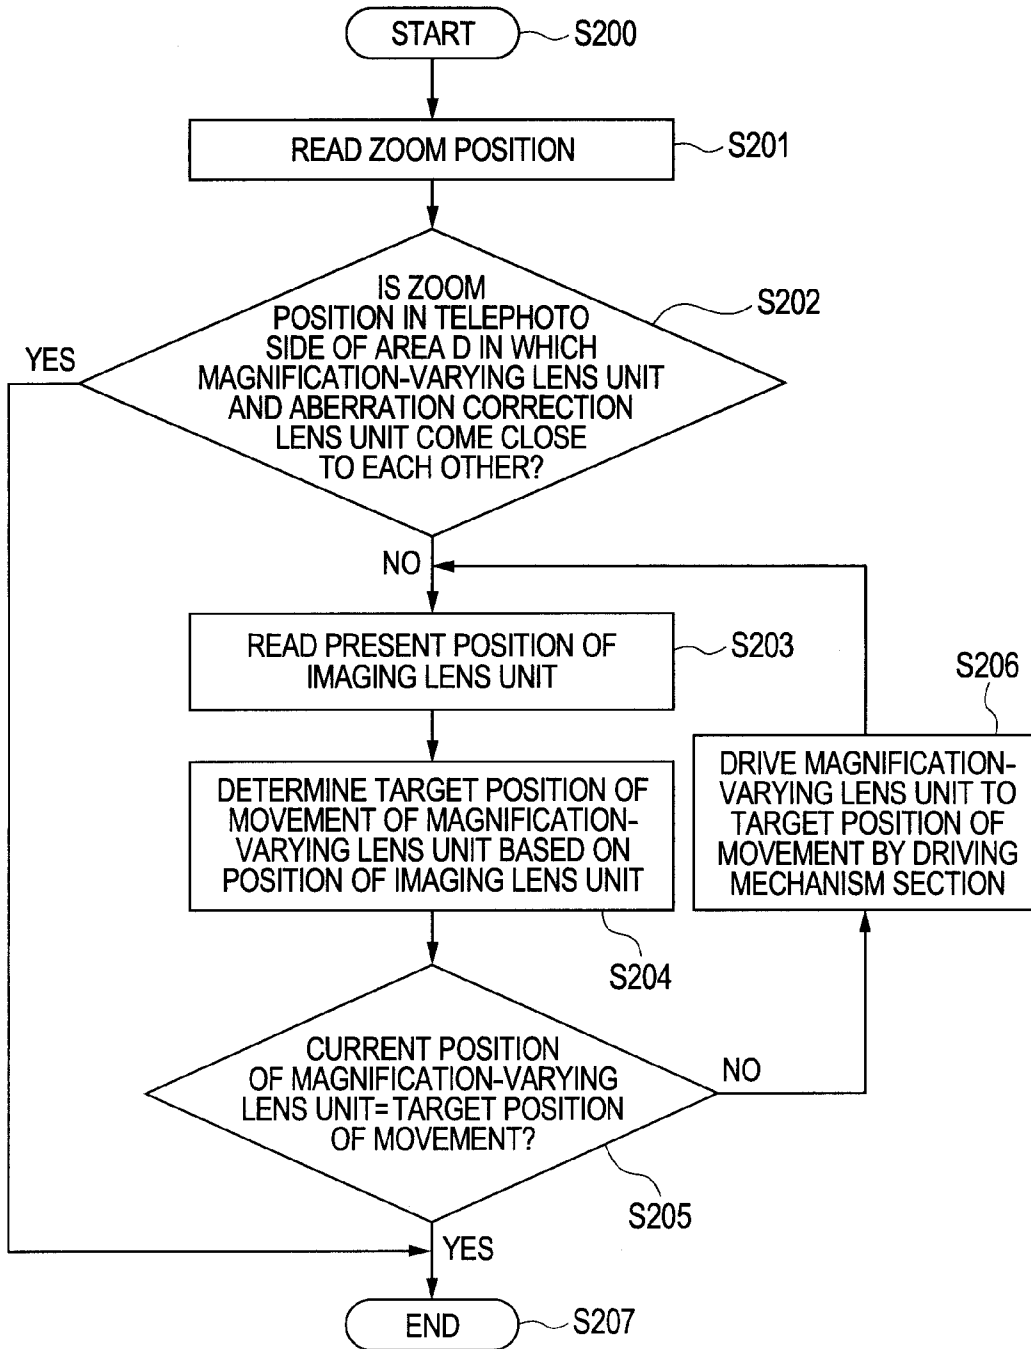 START
S200
READ ZOOM POSITION
S201
IS ZOOM
POSITION IN TELEPHOTO
SIDE OF AREA D IN WHICH
MAGNIFICATION-VARYING LENS UNIT
AND ABERRATION CORRECTION
LENS UNIT COME CLOSE
TO EACH OTHER?
S202
YES
NO
READ PRESENT POSITION OF
IMAGING LENS UNIT
S203
DETERMINE TARGET POSITION OF
MOVEMENT OF MAGNIFICATION-
VARYING LENS UNIT BASED ON
POSITION OF IMAGING LENS UNIT
S204
S206
DRIVE MAGNIFICATION-
VARYING LENS UNIT TO
TARGET POSITION OF
MOVEMENT BY DRIVING
MECHANISM SECTION
CURRENT POSITION
OF MAGNIFICATION-VARYING
LENS UNIT=TARGET POSITION
OF MOVEMENT?
NO
S205
YES
END
S207